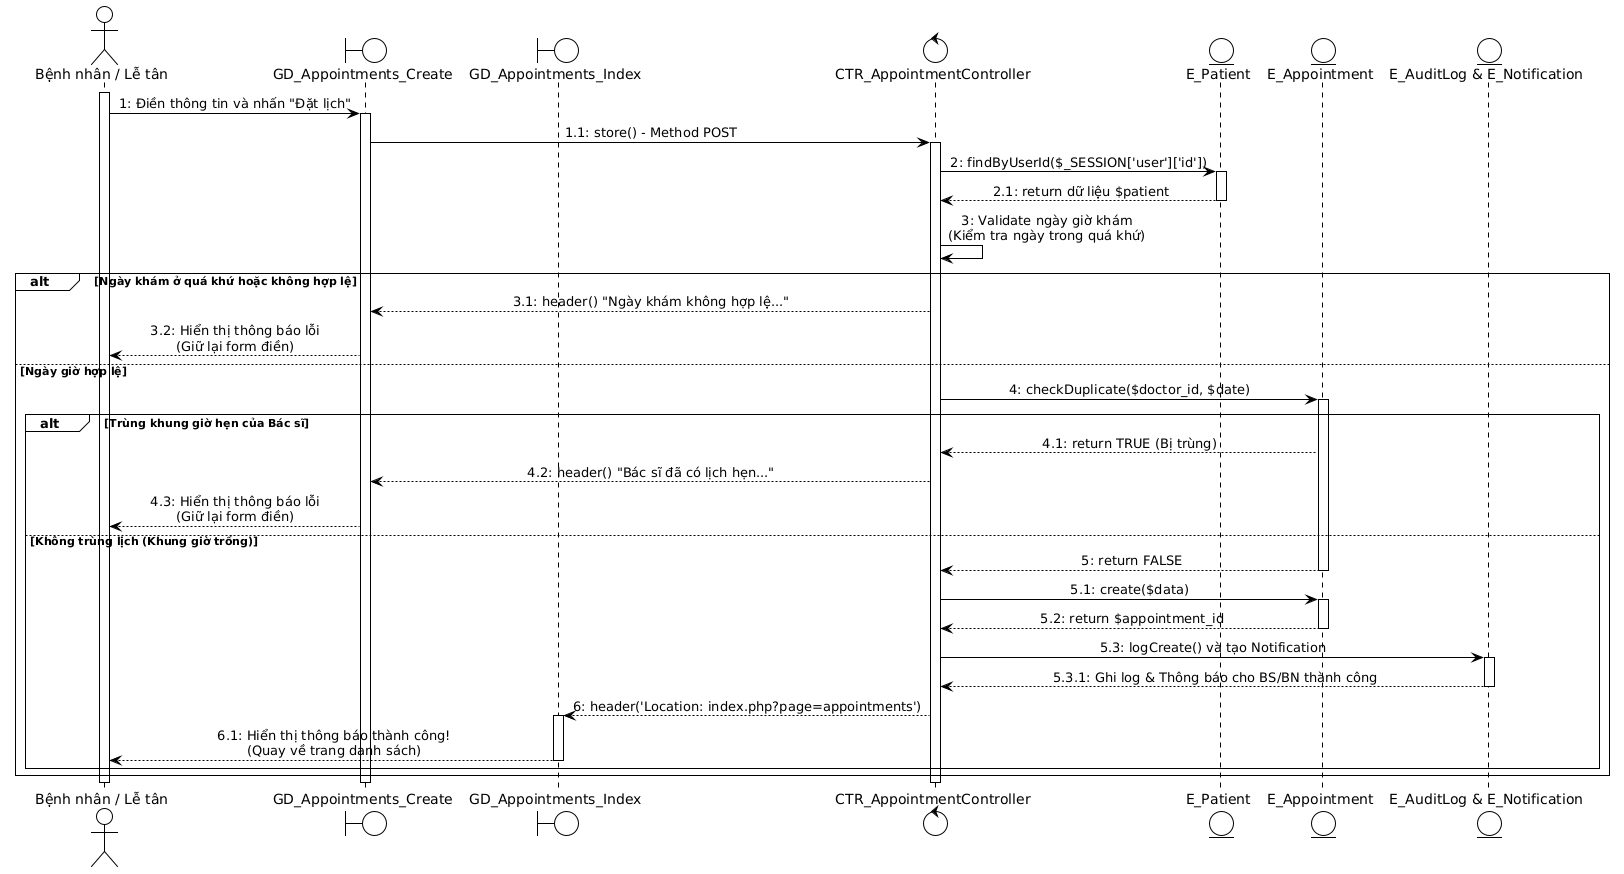 Bệnh nhân / Lễ tân
GD_Appointments_Create
GD_Appointments_Index
CTR_AppointmentController
E_Patient
E_Appointment
E_AuditLog & E_Notification
1: Điền thông tin và nhấn "Đặt lịch"
1.1: store() - Method POST
2: findByUserId($_SESSION['user']['id'])
2.1: return dữ liệu $patient
3: Validate ngày giờ khám
(Kiểm tra ngày trong quá khứ)
alt
[Ngày khám ở quá khứ hoặc không hợp lệ]
3.1: header() "Ngày khám không hợp lệ..."
3.2: Hiển thị thông báo lỗi
(Giữ lại form điền)
[Ngày giờ hợp lệ]
4: checkDuplicate($doctor_id, $date)
alt
[Trùng khung giờ hẹn của Bác sĩ]
4.1: return TRUE (Bị trùng)
4.2: header() "Bác sĩ đã có lịch hẹn..."
4.3: Hiển thị thông báo lỗi
(Giữ lại form điền)
[Không trùng lịch (Khung giờ trống)]
5: return FALSE
5.1: create($data)
5.2: return $appointment_id
5.3: logCreate() và tạo Notification
5.3.1: Ghi log & Thông báo cho BS/BN thành công
6: header('Location: index.php?page=appointments')
6.1: Hiển thị thông báo thành công!
(Quay về trang danh sách)
Bệnh nhân / Lễ tân
GD_Appointments_Create
GD_Appointments_Index
CTR_AppointmentController
E_Patient
E_Appointment
E_AuditLog & E_Notification